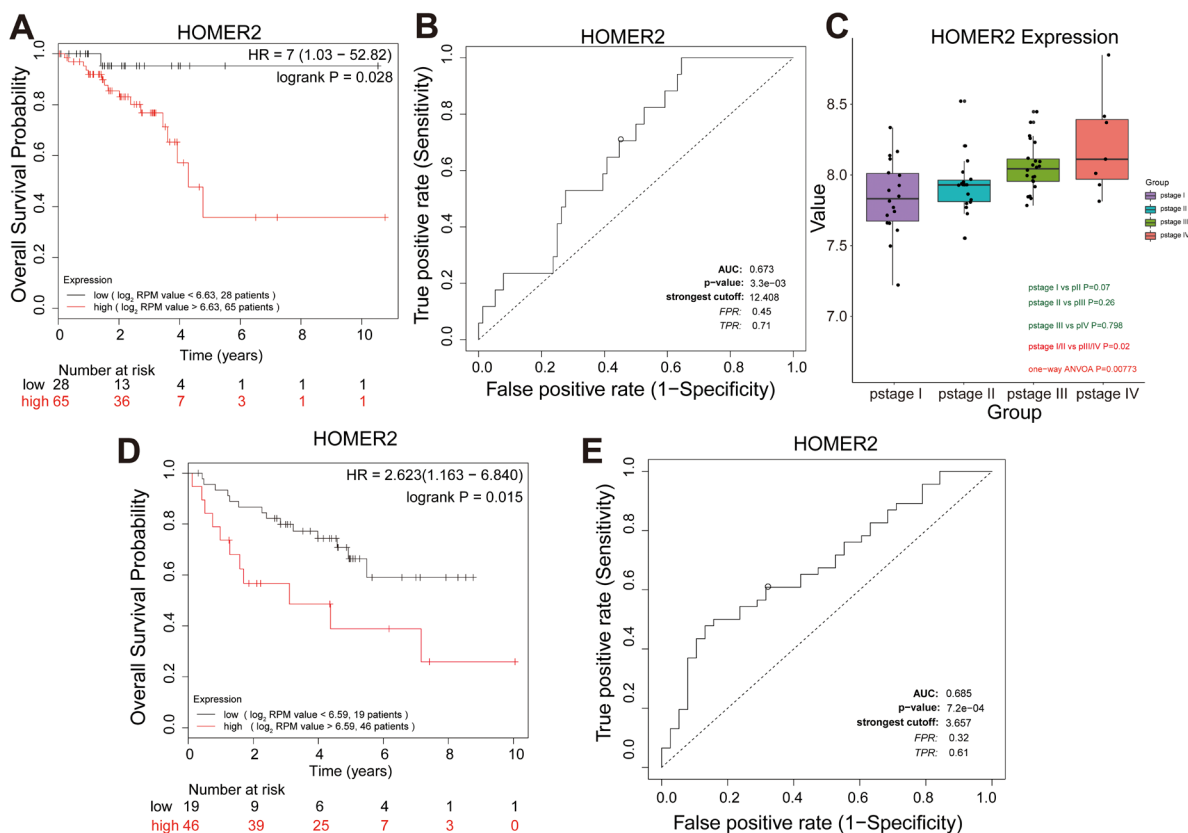 A
HOMER2
HR = 7 (1.03 − 52.82)
logrank P = 0.028
Overall Survival Probability
1.0
0.8
0.6
0.4
0.2
0.0
Expression
low ( log2 RPM value < 6.63, 28 patients )
high ( log2 RPM value > 6.63, 65 patients )
0 2 4 6 8 10
Time (years)
Number at risk
low 28 13 4 1 1 1
high 65 36 7 3 1 1
B
HOMER2
True positive rate (Sensitivity)
1.0
0.8
0.6
0.4
0.2
0.0
AUC: 0.673
p-value: 3.3e−03
strongest cutoff: 12.408
FPR: 0.45
TPR: 0.71
0.0 0.2 0.4 0.6 0.8 1.0
False positive rate (1−Specificity)
C
HOMER2 Expression
Value
8.5
8.0
7.5
7.0
Group
pstage I
pstage II
pstage III
pstage IV
pstage I vs pII P=0.07
pstage II vs pIII P=0.26
pstage III vs pIV P=0.798
pstage I/II vs pIII/IV P=0.02
one-way ANVOA P=0.00773
pstage I pstage II pstage III pstage IV
Group
D
HOMER2
HR = 2.623(1.163 − 6.840)
logrank P = 0.015
Overall Survival Probability
1.0
0.8
0.6
0.4
0.2
0.0
Expression
low ( log2 RPM value < 6.59, 19 patients )
high ( log2 RPM value > 6.59, 46 patients )
0 2 4 6 8 10
Time (years)
Number at risk
low 19 9 6 4 1 1
high 46 39 25 7 3 0
E
HOMER2
True positive rate (Sensitivity)
1.0
0.8
0.6
0.4
0.2
0.0
AUC: 0.685
p-value: 7.2e−04
strongest cutoff: 3.657
FPR: 0.32
TPR: 0.61
0.0 0.2 0.4 0.6 0.8 1.0
False positive rate (1−Specificity)